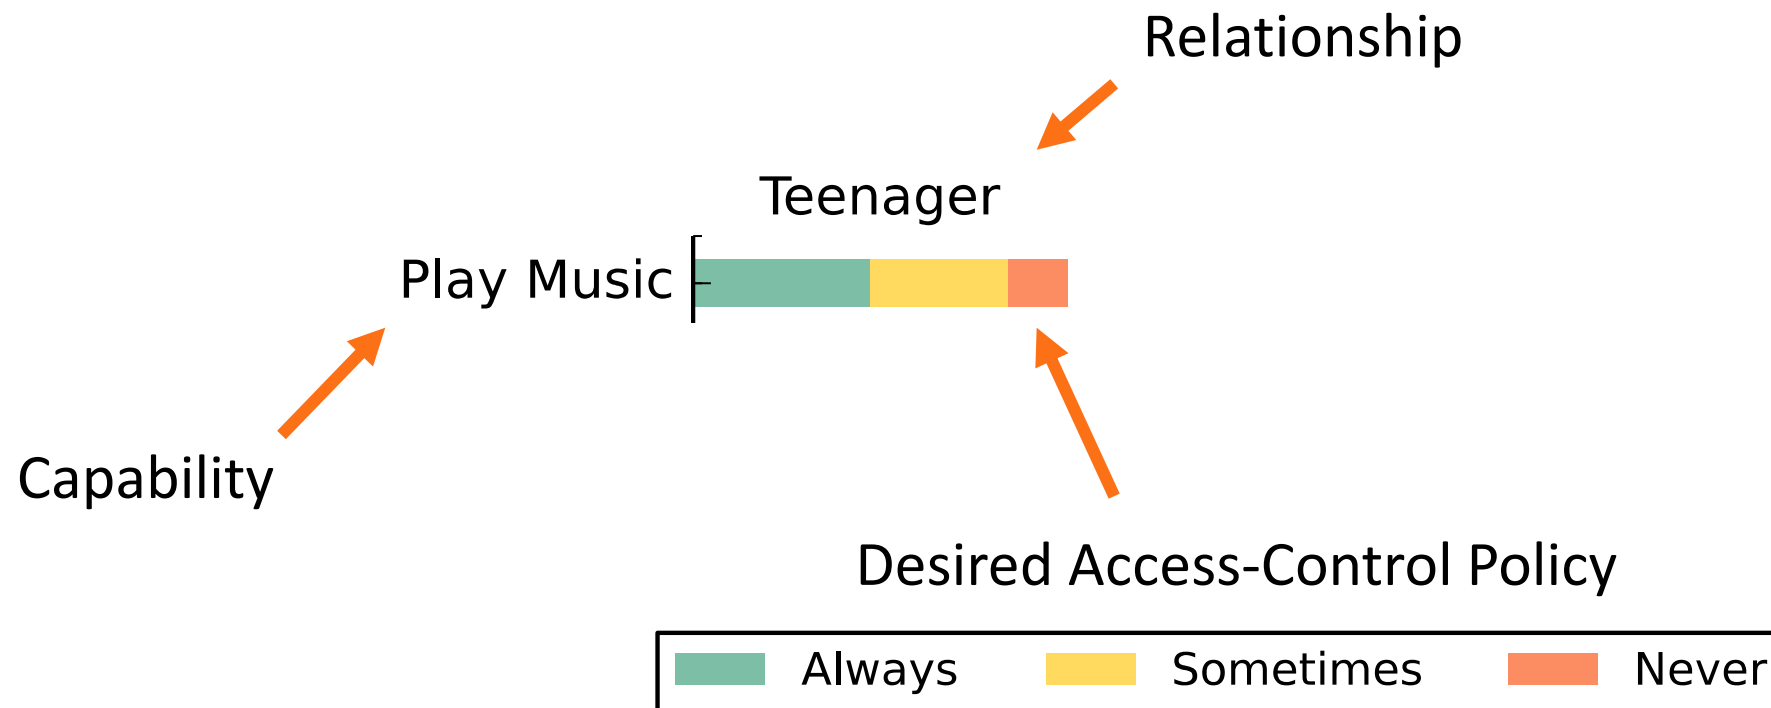 Relationship
Teenager
Play Music
Capability
Desired Access-Control Policy
Always Sometimes Never